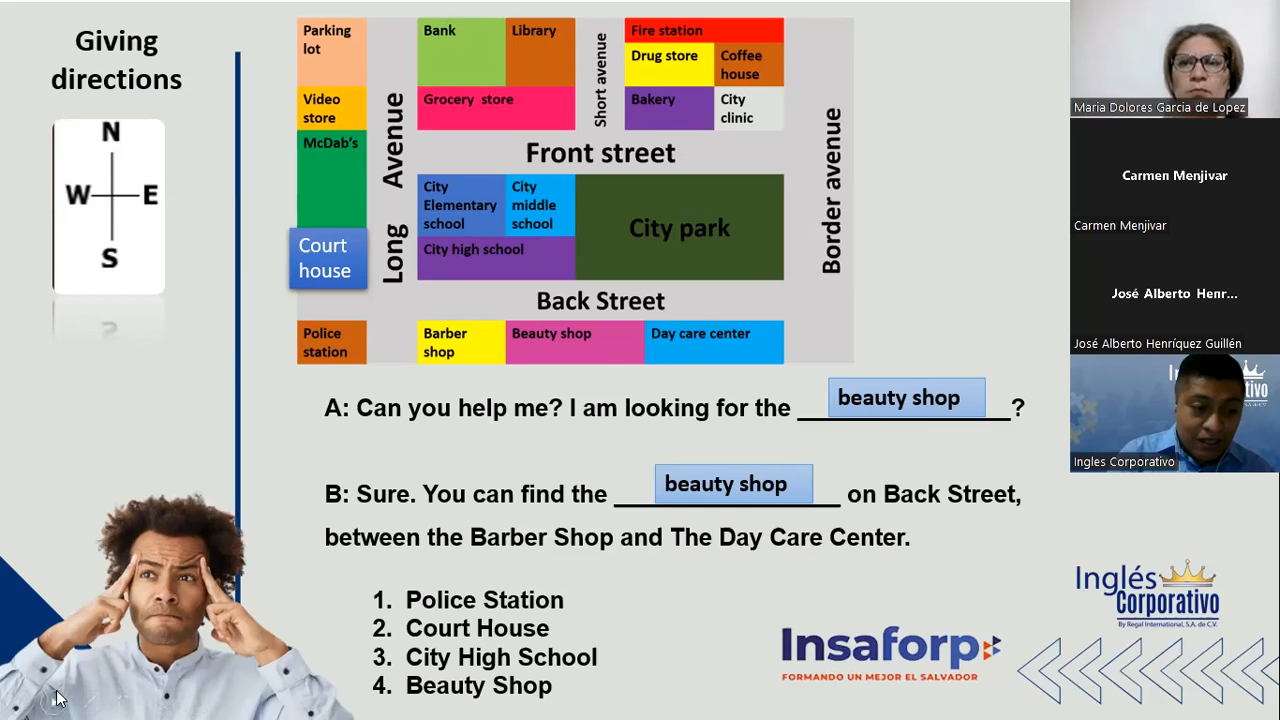 Giving
directions
N
W E
S
Parking
lot
Video
store
McDab's
Court
house
Police
station
Long Avenue
Bank
Library
Grocery store
Short avenue
Fire station
Drug store
Coffee
house
Bakery
City
clinic
Front street
City
Elementary
school
City
middle
school
City high school
City park
Border avenue
Back Street
Barber
shop
Beauty shop
Day care center
A: Can you help me? I am looking for the beauty shop?
B: Sure. You can find the beauty shop on Back Street,
between the Barber Shop and The Day Care Center.
1. Police Station
2. Court House
3. City High School
4. Beauty Shop
Insaforp
FORMANDO UN MEJOR EL SALVADOR
Inglés
Corporativo
By Regal International, S.A. de C.V.
Maria Dolores Garcia de Lopez
Carmen Menjivar
Carmen Menjivar
José Alberto Henr...
José Alberto Henríquez Guillén
Ingles Corporativo